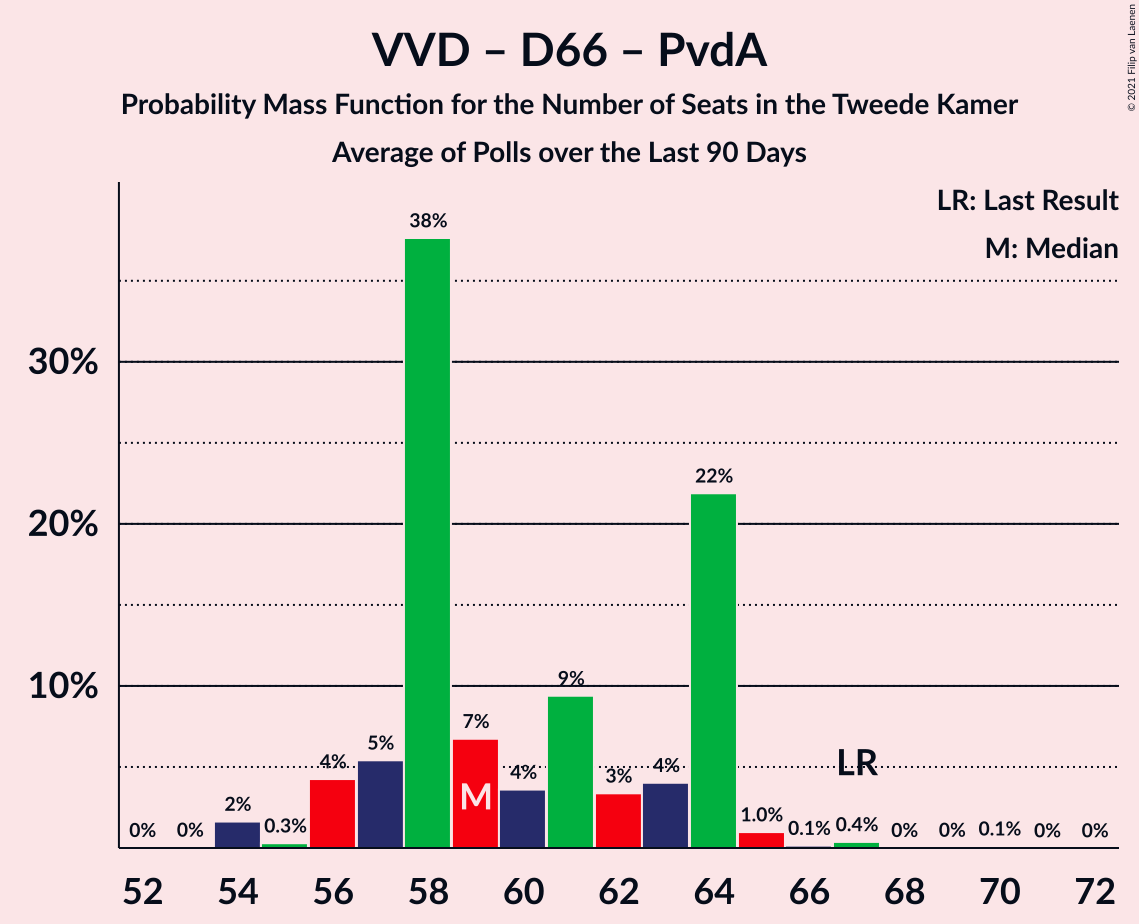 VVD – D66 – PvdA
Probability Mass Function for the Number of Seats in the Tweede Kamer
Average of Polls over the Last 90 Days
© 2021 Filip van Laenen
LR: Last Result
M: Median
30%
20%
10%
0%
0%
2%
0.3%
4%
5%
38%
7%
4%
9%
3%
4%
22%
1.0%
0.1%
0.4%
0%
0%
0.1%
0%
0%
M
LR
52 54 56 58 60 62 64 66 68 70 72